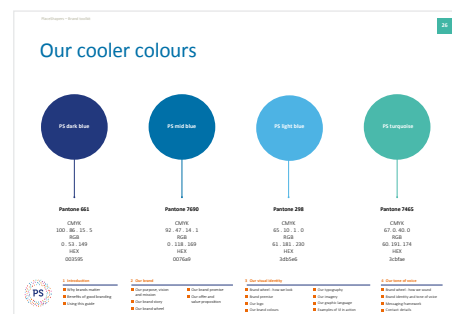 Our cooler colours
26
PS dark blue
PS mid blue
PS light blue
PS turquoise
Pantone 661
CMYK
100 . 86 . 15 . 5
RGB
0 . 53 . 149
HEX
003595
Pantone 7690
CMYK
92 . 47 . 14 . 1
RGB
0 . 118 . 169
HEX
0076a9
Pantone 298
CMYK
65 . 10 . 1 . 0
RGB
61 . 181 . 230
HEX
3db5e6
Pantone 7465
CMYK
67 . 0 . 40 . 0
RGB
60 . 191 . 174
HEX
3cbfae
PS
1 Introduction
Why brands matter
Benefits of good branding
Using this guide
2 Our brand
Our purpose, vision
and mission
Our brand story
Our brand wheel
Our brand promise
Our offer and
value proposition
3 Our visual identity
Brand wheel: how we look
Brand promise
Our logo
Our brand colours
Our typography
Our imagery
Our graphic language
Examples of ID in action
4 Our tone of voice
Brand wheel: how we sound
Brand identity and tone of voice
Messaging framework
Contact details